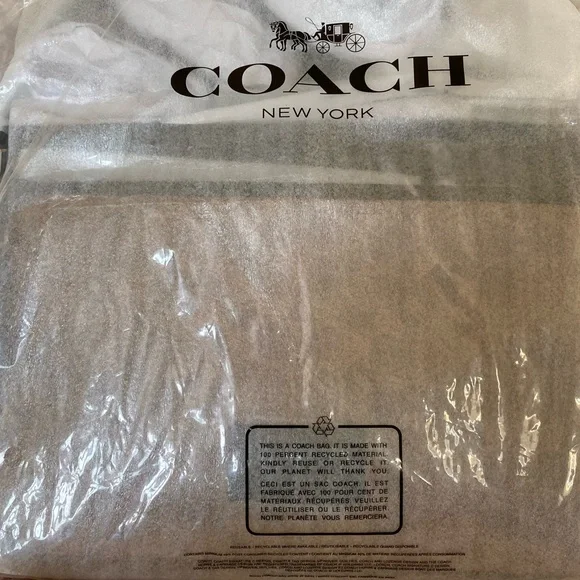 COACH
NEW YORK
THIS IS A COACH BAG. IT IS MADE WITH
100 PERCENT RECYCLED MATERIAL.
KINDLY REUSE OR RECYCLE IT.
OUR PLANET WILL THANK YOU.
CECI EST UN SAC COACH. IL EST
FABRIQUÉ AVEC 100 POUR CENT DE
MATERIAUX RECUPÉRÉS VEUILLEZ
LE RÉUTILISER OU LE RÉCUPÉRER
NOTRE PLANÈTE VOUS REMERCIERA.